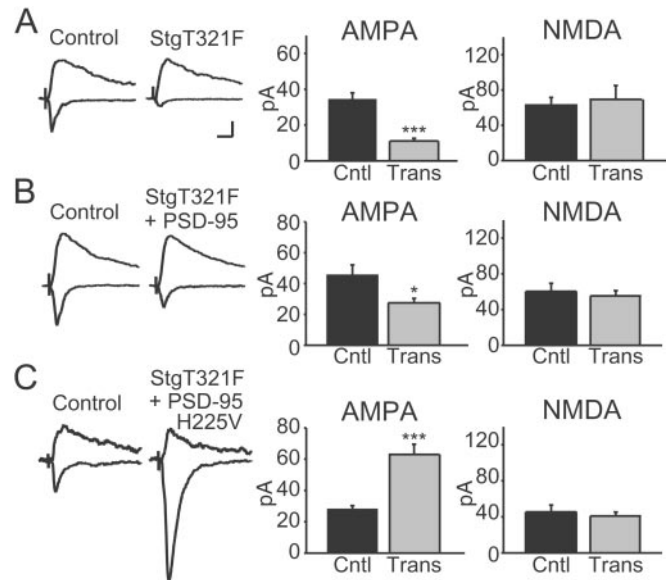 A
Control StgT321F
AMPA
NMDA
pA
60
40
20
0
***
Cntl Trans
pA
120
80
40
0
Cntl Trans
B
Control
StgT321F
+ PSD-95
AMPA
NMDA
pA
60
40
20
0
*
Cntl Trans
pA
120
80
40
0
Cntl Trans
C
Control
StgT321F
+ PSD-95
H225V
AMPA
NMDA
pA
80
60
40
20
0
***
Cntl Trans
pA
120
80
40
0
Cntl Trans